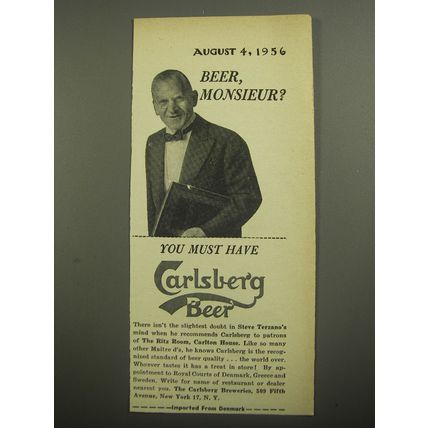 AUGUST 4, 1956
BEER,
MONSIEUR?
YOU MUST HAVE
Carlsberg
Beer
There isn't the slightest doubt in Steve Terzano's
mind when he recommends Carlsberg to patrons
of The Ritz Room, Carlton House. Like so many
other Maitre d's, he knows Carlsberg is the recog-
nized standard of beer quality . . . the world over.
Whoever tastes it has a treat in store! By ap-
pointment to Royal Courts of Denmark, Greece and
Sweden. Write for name of restaurant or dealer
nearest you. The Carlsberg Breweries, 509 Fifth
Avenue, New York 17, N. Y.
Imported From Denmark